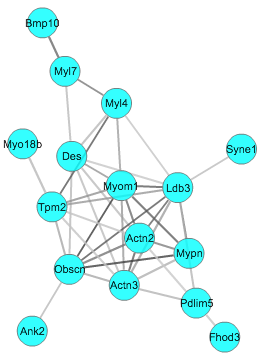 Bmp10
Myl7
Myl4
Myo18b
Des
Syne1
Myom1
Ldb3
Tpm2
Actn2
Mypn
Obscn
Actn3
Pdlim5
Ank2
Fhod3